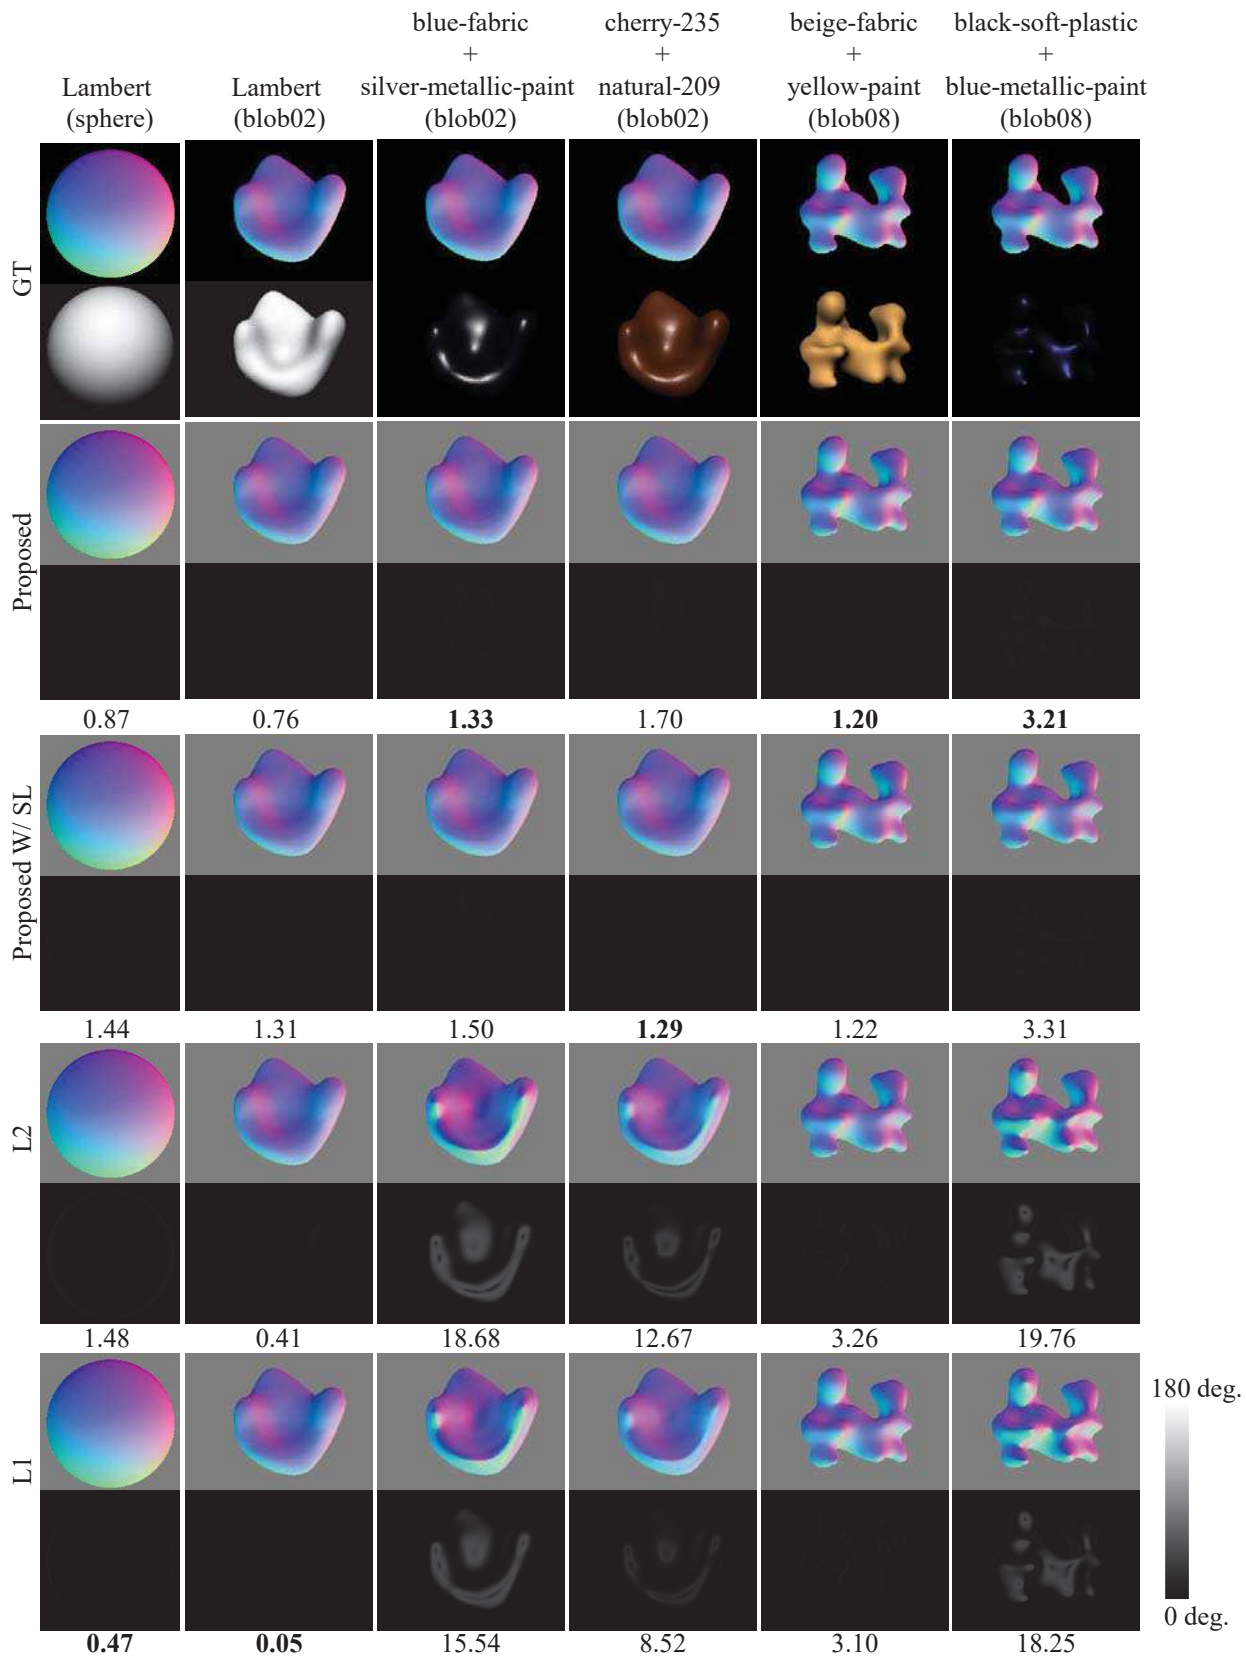 blue-fabric cherry-235 beige-fabric black-soft-plastic
+ + + +
Lambert Lambert silver-metallic-paint natural-209 yellow-paint blue-metallic-paint
(sphere) (blob02) (blob02) (blob02) (blob08) (blob08)
GT
Proposed
0.87 0.76 1.33 1.70 1.20 3.21
Proposed W/ SL
1.44 1.31 1.50 1.29 1.22 3.31
L2
1.48 0.41 18.68 12.67 3.26 19.76
180 deg.
L1
0 deg.
0.47 0.05 15.54 8.52 3.10 18.25